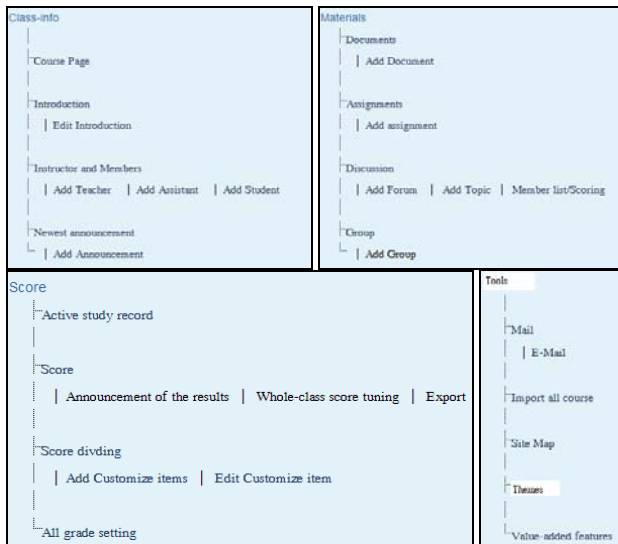 Class-info
Course Page
Introduction
| Edit Introduction
Instructor and Members
| Add Teacher | Add Assistant | Add Student
Newest announcement
| Add Announcement
Materials
Documents
| Add Document
Assignments
| Add assignment
Discussion
| Add Forum | Add Topic | Member list/Scoring
Group
| Add Group
Score
Active study record
Score
| Announcement of the results | Whole-class score tuning | Export
Score divding
| Add Customize items | Edit Customize item
All grade setting
Tools
Mail
| E-Mail
Import all course
Site Map
Themes
Value-added features